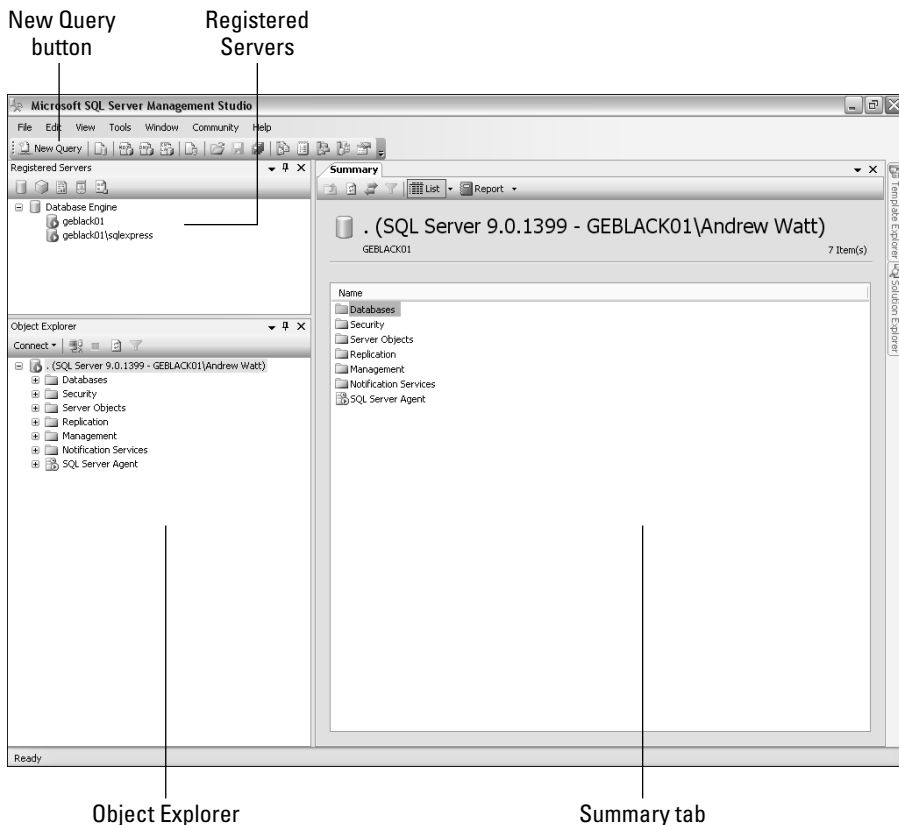 New Query
button
Registered
Servers
Microsoft SQL Server Management Studio
File Edit View Tools Window Community Help
New Query
Registered Servers
Database Engine
geblack01
geblack01\sqlexpress
Object Explorer
Connect
. (SQL Server 9.0.1399 - GEBLACK01\Andrew Watt)
Databases
Security
Server Objects
Replication
Management
Notification Services
SQL Server Agent
Summary
List Report
. (SQL Server 9.0.1399 - GEBLACK01\Andrew Watt)
GEBLACK01 7 Item(s)
Name
Databases
Security
Server Objects
Replication
Management
Notification Services
SQL Server Agent
Template Explorer
Solution Explorer
Ready
Object Explorer
Summary tab